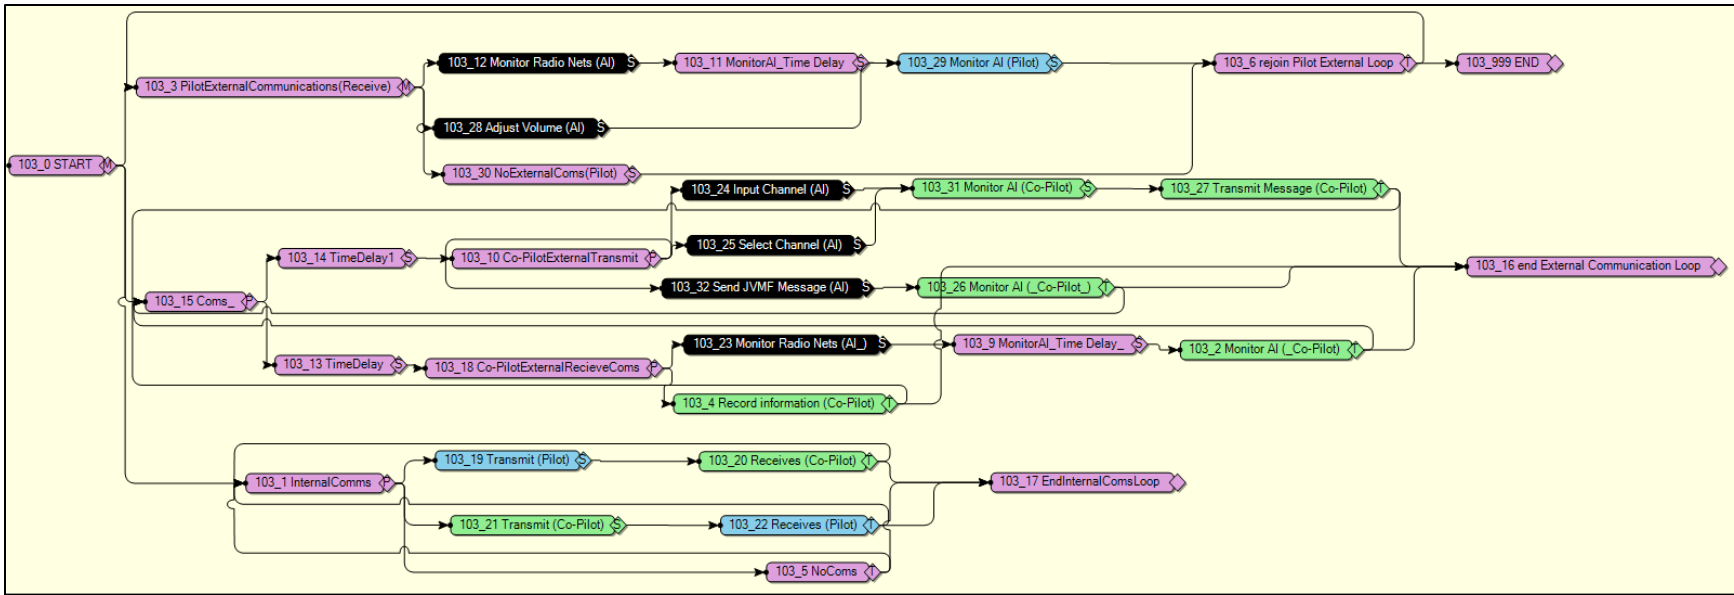 103_12 Monitor Radio Nets (AI) S
103_11 MonitorAI_Time Delay S
103_29 Monitor AI (Pilot) S
103_6 rejoin Pilot External Loop T
103_999 END
103_3 PilotExternalCommunications(Receive) M
103_28 Adjust Volume (AI) S
103_0 START M
103_30 NoExternalComs(Pilot) S
103_24 Input Channel (AI) S
103_31 Monitor AI (Co-Pilot) S
103_27 Transmit Message (Co-Pilot) T
103_25 Select Channel (AI) S
103_14 TimeDelay1 S
103_10 Co-PilotExternalTransmit P
103_16 end External Communication Loop
103_32 Send JVMF Message (AI) S
103_26 Monitor AI (_Co-Pilot_) T
103_15 Coms_ P
103_23 Monitor Radio Nets (AI_) S
103_9 MonitorAI_Time Delay_ S
103_2 Monitor AI (_Co-Pilot) T
103_13 TimeDelay S
103_18 Co-PilotExternalRecieveComs P
103_4 Record information (Co-Pilot) T
103_19 Transmit (Pilot) S
103_20 Receives (Co-Pilot) T
103_1 InternalComms P
103_17 EndInternalComsLoop
103_21 Transmit (Co-Pilot) S
103_22 Receives (Pilot) T
103_5 NoComs T